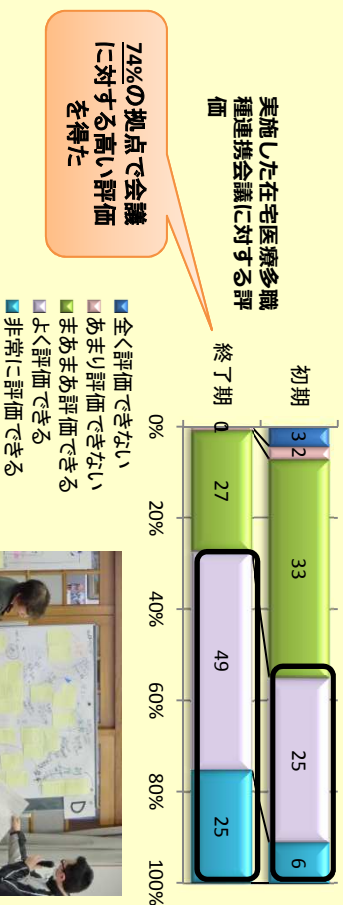 実施した在宅医療多職
種連携会議に対する評
価
74%の拠点で会議
に対する高い評価
を得た
初期
3
2
33
25
6
終了期
0
1
27
49
25
0%
20%
40%
60%
80%
100%
全く評価できない
あまり評価できない
まあまあ評価できる
よく評価できる
非常に評価できる
D